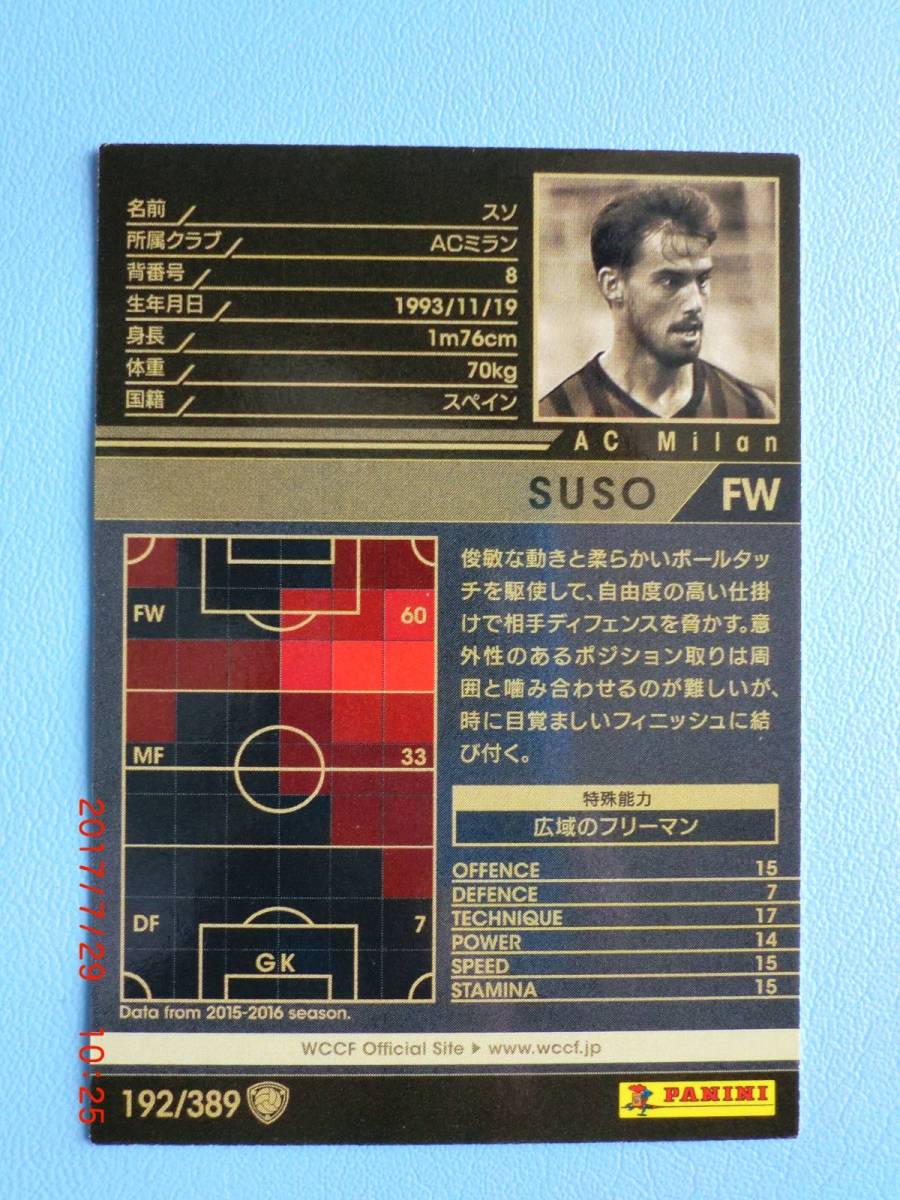 名前 スソ
所属クラブ ACミラン
背番号 8
生年月日 1993/11/19
身長 1m76cm
体重 70kg
国籍 スペイン
AC Milan
SUSO FW
FW 60
MF 33
DF 7
GK
Data from 2015-2016 season.
俊敏な動きと柔らかいボールタッ
チを駆使して、自由度の高い仕掛
けで相手ディフェンスを脅かす。意
外性のあるポジション取りは周
囲と噛み合わせるのが難しいが、
時に目覚ましいフィニッシュに結
び付く。
特殊能力
広域のフリーマン
OFFENCE 15
DEFENCE 7
TECHNIQUE 17
POWER 14
SPEED 15
STAMINA 15
WCCF Official Site ▶ www.wccf.jp
192/389
PANINI
2017/7/29 10:25